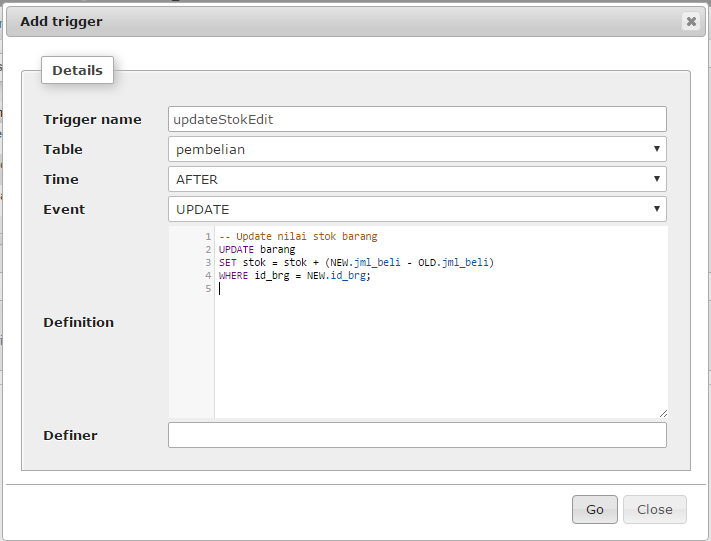 Add trigger
Details
Trigger name updateStokEdit
Table pembelian
Time AFTER
Event UPDATE
Definition
1 -- Update nilai stok barang
2 UPDATE barang
3 SET stok = stok + (NEW.jml_beli - OLD.jml_beli)
4 WHERE id_brg = NEW.id_brg;
5
Definer
Go Close